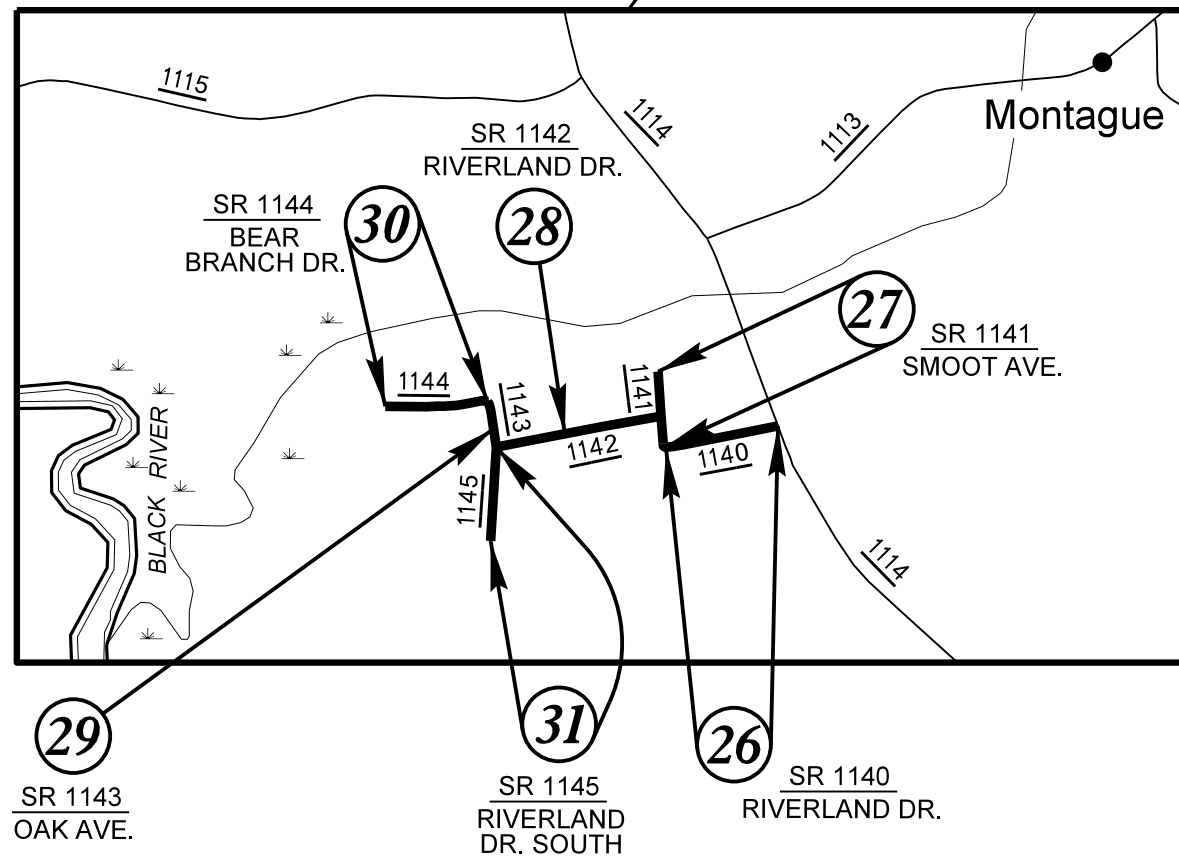 1115
1114
1113
Montague
SR 1142
RIVERLAND DR.
SR 1144
BEAR
BRANCH DR.
30
28
27
SR 1141
SMOOT AVE.
1144
1143
1141
1142
1140
1145
BLACK RIVER
1114
29
SR 1143
OAK AVE.
31
SR 1145
RIVERLAND
DR. SOUTH
26
SR 1140
RIVERLAND DR.